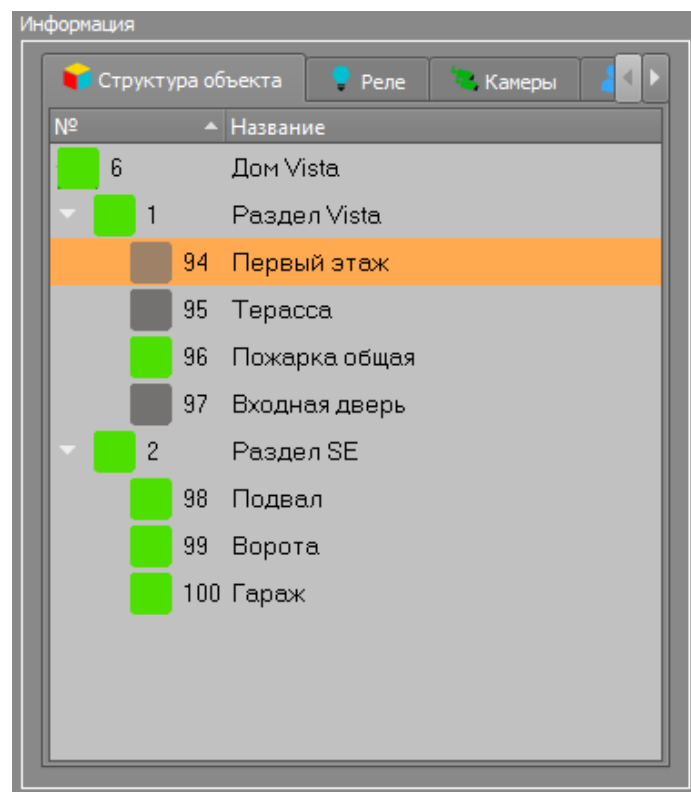 Информация
Структура объекта Реле Камеры
№ Название
6 Дом Vista
1 Раздел Vista
94 Первый этаж
95 Терасса
96 Пожарка общая
97 Входная дверь
2 Раздел SE
98 Подвал
99 Ворота
100 Гараж